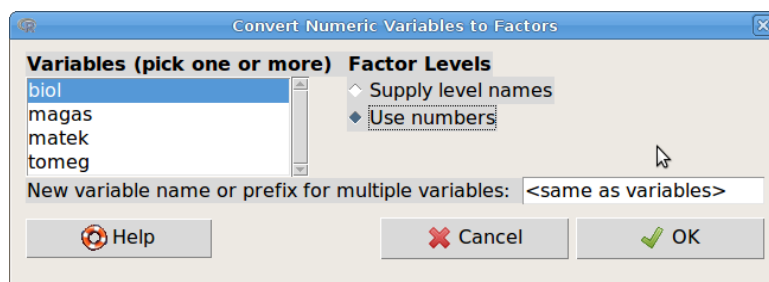 Convert Numeric Variables to Factors
Variables (pick one or more) Factor Levels
biol
magas
matek
tomeg
Supply level names
Use numbers
New variable name or prefix for multiple variables: <same as variables>
Help Cancel OK